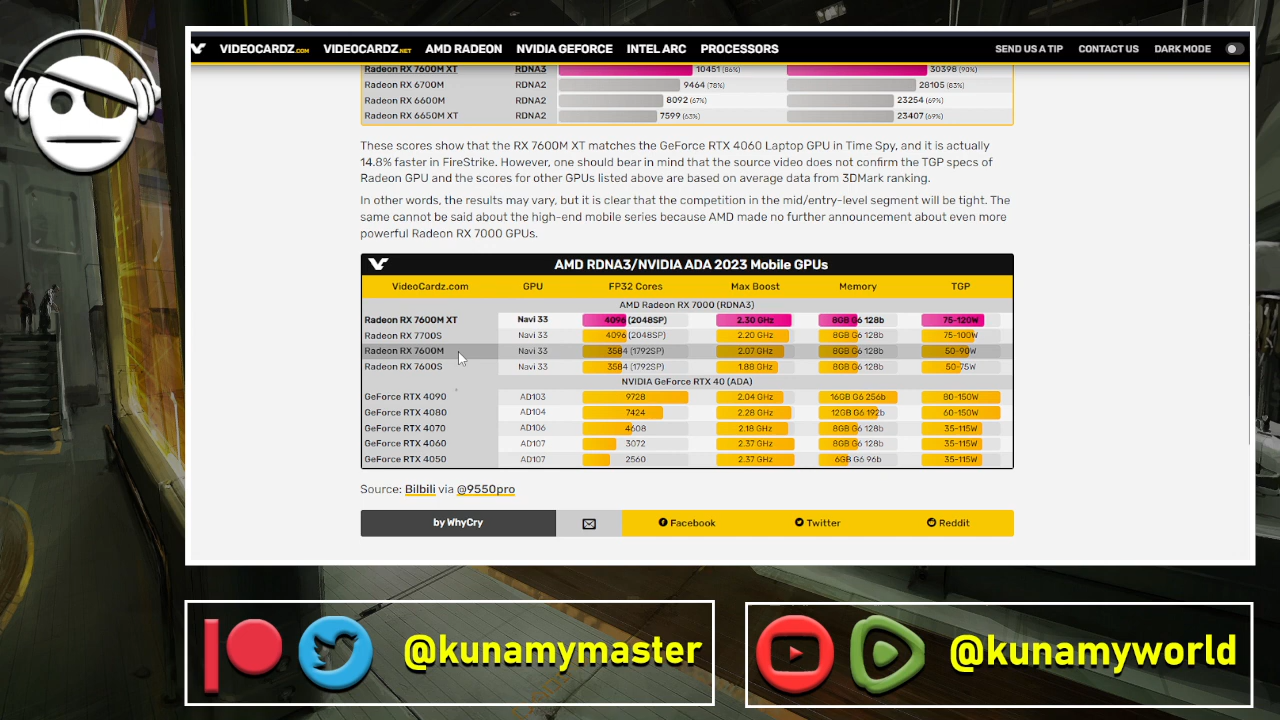 VIDEOCARDZ.COM VIDEOCARDZ.NET AMD RADEON NVIDIA GEFORCE INTEL ARC PROCESSORS SEND US A TIP CONTACT US DARK MODE
Radeon RX 7600M XT RDNA3 10451 (86%) 30398 (90%)
Radeon RX 6700M RDNA2 9464 (78%) 28105 (83%)
Radeon RX 6600M RDNA2 8092 (67%) 23254 (69%)
Radeon RX 6650M XT RDNA2 7599 (63%) 23407 (69%)
These scores show that the RX 7600M XT matches the GeForce RTX 4060 Laptop GPU in Time Spy, and it is actually
14.8% faster in FireStrike. However, one should bear in mind that the source video does not confirm the TGP specs of
Radeon GPU and the scores for other GPUs listed above are based on average data from 3DMark ranking.
In other words, the results may vary, but it is clear that the competition in the mid/entry-level segment will be tight. The
same cannot be said about the high-end mobile series because AMD made no further announcement about even more
powerful Radeon RX 7000 GPUs.
AMD RDNA3/NVIDIA ADA 2023 Mobile GPUs
VideoCardz.com GPU FP32 Cores Max Boost Memory TGP
AMD Radeon RX 7000 (RDNA3)
Radeon RX 7600M XT Navi 33 4096 (2048SP) 2.30 GHz 8GB G6 128b 75-120W
Radeon RX 7700S Navi 33 4096 (2048SP) 2.20 GHz 8GB G6 128b 75-100W
Radeon RX 7600M Navi 33 3584 (1792SP) 2.07 GHz 8GB G6 128b 50-90W
Radeon RX 7600S Navi 33 3584 (1792SP) 1.88 GHz 8GB G6 128b 50-75W
NVIDIA GeForce RTX 40 (ADA)
GeForce RTX 4090 AD103 9728 2.04 GHz 16GB G6 256b 80-150W
GeForce RTX 4080 AD104 7424 2.28 GHz 12GB G6 192b 60-150W
GeForce RTX 4070 AD106 4608 2.18 GHz 8GB G6 128b 35-115W
GeForce RTX 4060 AD107 3072 2.37 GHz 8GB G6 128b 35-115W
GeForce RTX 4050 AD107 2560 2.37 GHz 6GB G6 96b 35-115W
Source: Bilbili via @9550pro
by WhyCry Facebook Twitter Reddit
@kunamymaster @kunamyworld